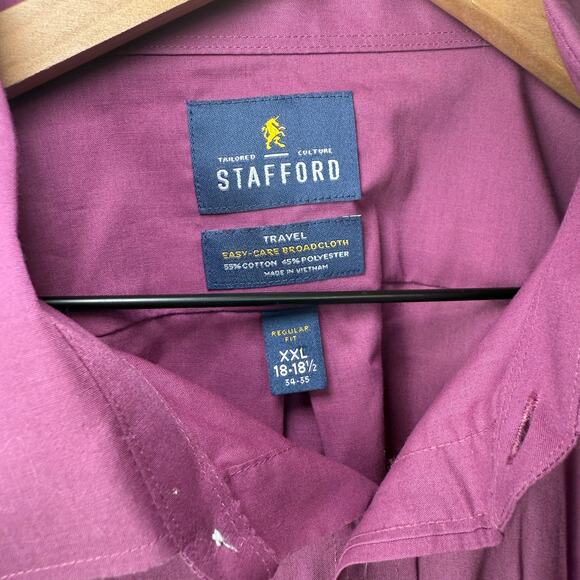 TAILORED CULTURE
STAFFORD
TRAVEL
EASY-CARE BROADCLOTH
55% COTTON 45% POLYESTER
MADE IN VIETNAM
REGULAR
FIT
XXL
18-18½
34-35